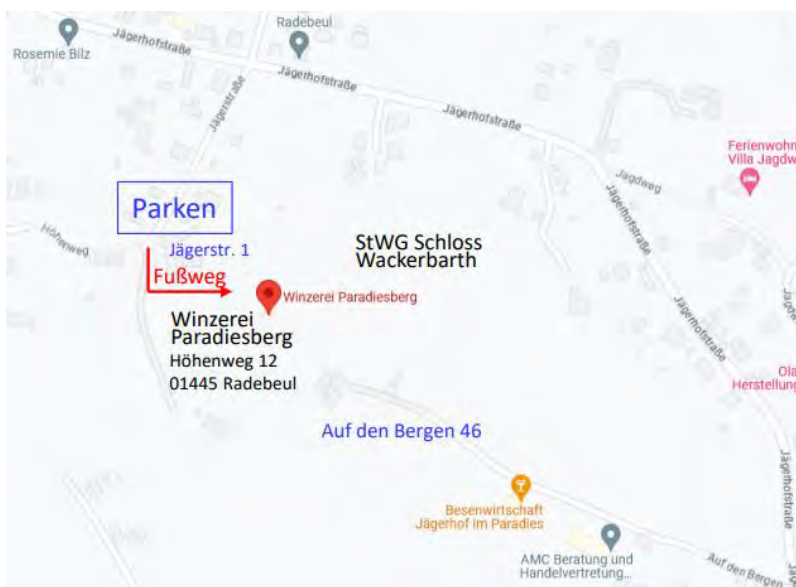 Radebeul
Rosemie Bilz
Jägerhofstraße
Jägerhofstraße
Jägerhofstraße
Jägerstraße
Ferienwohn
Villa Jagdw
Jagdweg
Parken
Höhenweg
Jägerstr. 1
StWG Schloss
Wackerbarth
Fußweg
Winzerei Paradiesberg
Winzerei
Paradiesberg
Höhenweg 12
01445 Radebeul
Jägerhofstraße
Jagdweg
Ola
Herstellung
Auf den Bergen 46
Jägerhofstraße
Besenwirtschaft
Jägerhof im Paradies
AMC Beratung und
Handelvertretung...
Auf den Bergen